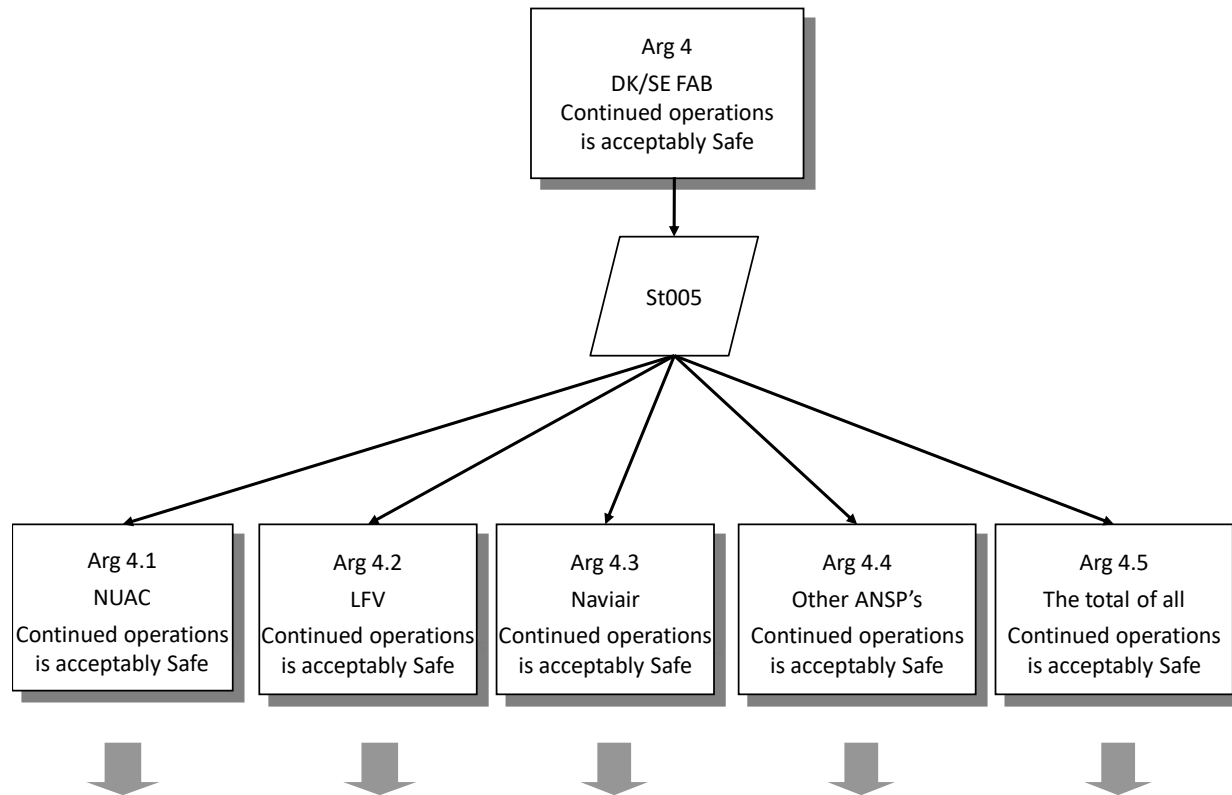 Arg 4
DK/SE FAB
Continued operations
is acceptably Safe
St005
Arg 4.1
NUAC
Continued operations
is acceptably Safe
Arg 4.2
LFV
Continued operations
is acceptably Safe
Arg 4.3
Naviair
Continued operations
is acceptably Safe
Arg 4.4
Other ANSP's
Continued operations
is acceptably Safe
Arg 4.5
The total of all
Continued operations
is acceptably Safe